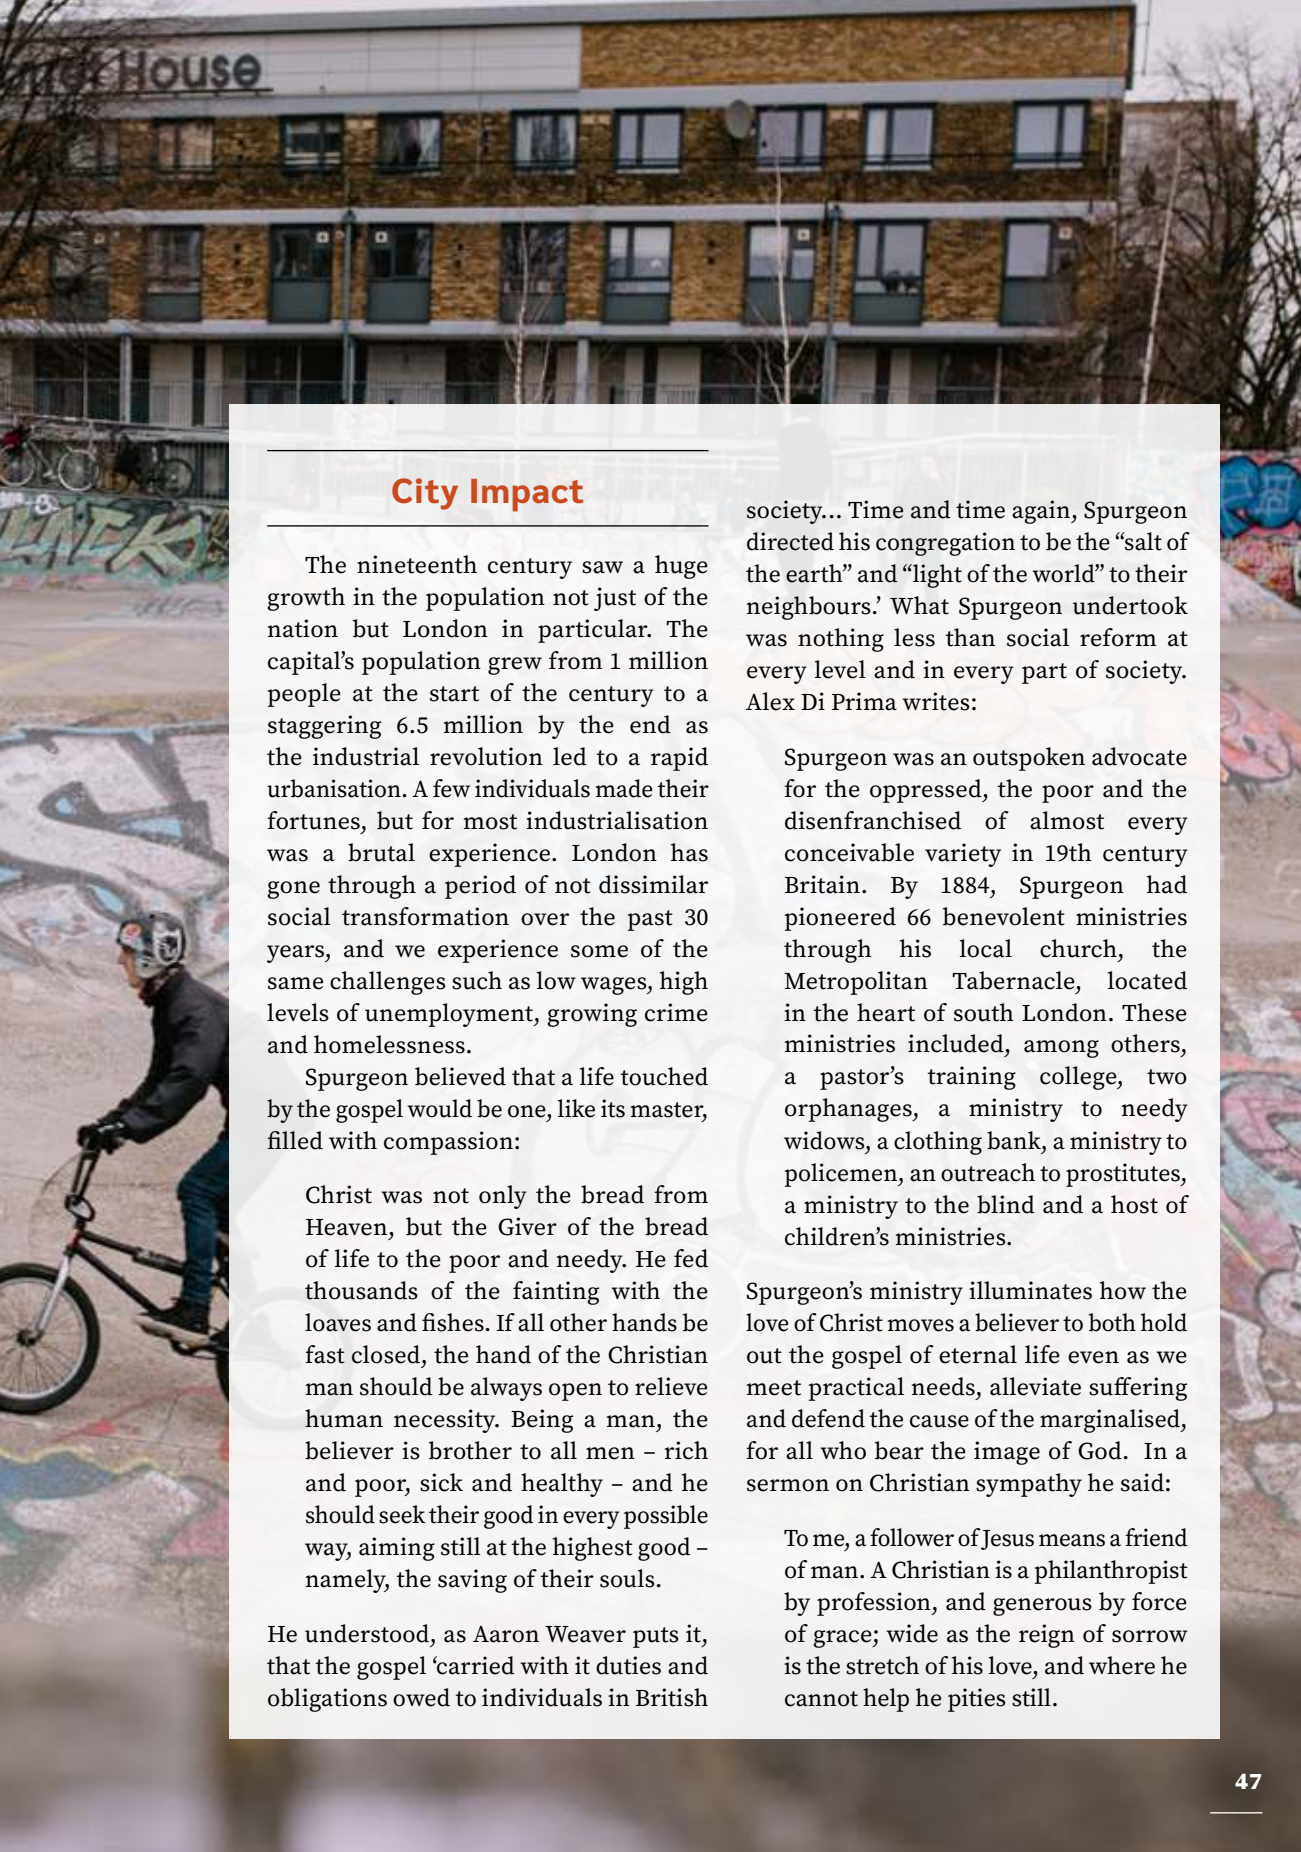 House
City Impact
The nineteenth century saw a huge
growth in the population not just of the
nation but London in particular. The
capital’s population grew from 1 million
people at the start of the century to a
staggering 6.5 million by the end as
the industrial revolution led to a rapid
urbanisation. A few individuals made their
fortunes, but for most industrialisation
was a brutal experience. London has
gone through a period of not dissimilar
social transformation over the past 30
years, and we experience some of the
same challenges such as low wages, high
levels of unemployment, growing crime
and homelessness.
Spurgeon believed that a life touched
by the gospel would be one, like its master,
filled with compassion:
Christ was not only the bread from
Heaven, but the Giver of the bread
of life to the poor and needy. He fed
thousands of the fainting with the
loaves and fishes. If all other hands be
fast closed, the hand of the Christian
man should be always open to relieve
human necessity. Being a man, the
believer is brother to all men – rich
and poor, sick and healthy – and he
should seek their good in every possible
way, aiming still at the highest good –
namely, the saving of their souls.
He understood, as Aaron Weaver puts it,
that the gospel ‘carried with it duties and
obligations owed to individuals in British
society… Time and time again, Spurgeon
directed his congregation to be the “salt of
the earth” and “light of the world” to their
neighbours.’ What Spurgeon undertook
was nothing less than social reform at
every level and in every part of society.
Alex Di Prima writes:
Spurgeon was an outspoken advocate
for the oppressed, the poor and the
disenfranchised of almost every
conceivable variety in 19th century
Britain. By 1884, Spurgeon had
pioneered 66 benevolent ministries
through his local church, the
Metropolitan Tabernacle, located
in the heart of south London. These
ministries included, among others,
a pastor’s training college, two
orphanages, a ministry to needy
widows, a clothing bank, a ministry to
policemen, an outreach to prostitutes,
a ministry to the blind and a host of
children’s ministries.
Spurgeon’s ministry illuminates how the
love of Christ moves a believer to both hold
out the gospel of eternal life even as we
meet practical needs, alleviate suffering
and defend the cause of the marginalised,
for all who bear the image of God. In a
sermon on Christian sympathy he said:
To me, a follower of Jesus means a friend
of man. A Christian is a philanthropist
by profession, and generous by force
of grace; wide as the reign of sorrow
is the stretch of his love, and where he
cannot help he pities still.
47